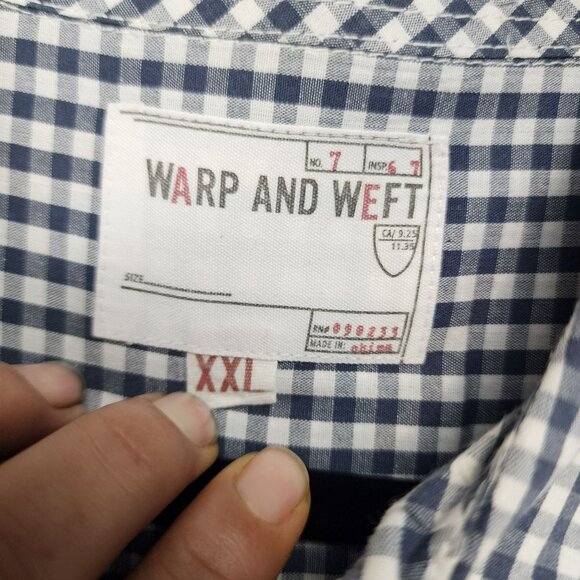 NO. 7 INSP. 6 7
WARP AND WEFT
CA/ 9.25
11.35
SIZE
RN# 090233
MADE IN: china
XXL